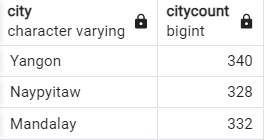 city citycount
character varying bigint
Yangon 340
Naypyitaw 328
Mandalay 332